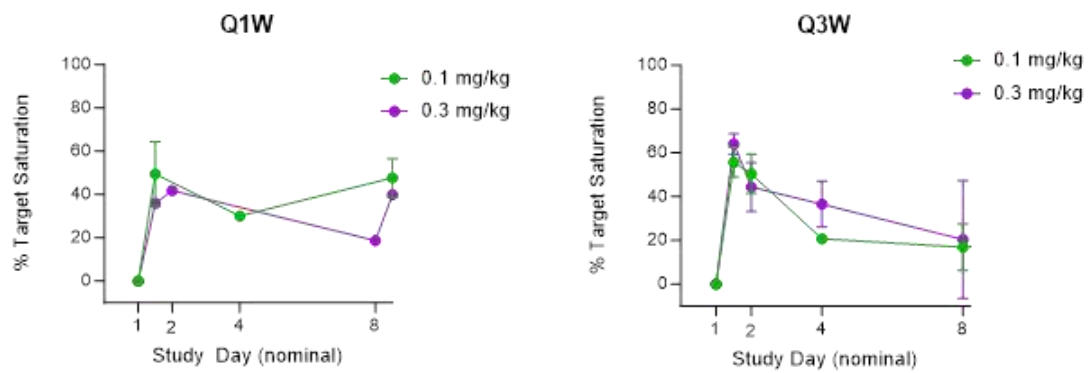 Q1W
100
80
60
40
20
0
% Target Saturation
0.1 mg/kg
0.3 mg/kg
1 2 4 8
Study Day (nominal)
Q3W
100
80
60
40
20
0
% Target Saturation
0.1 mg/kg
0.3 mg/kg
1 2 4 8
Study Day (nominal)